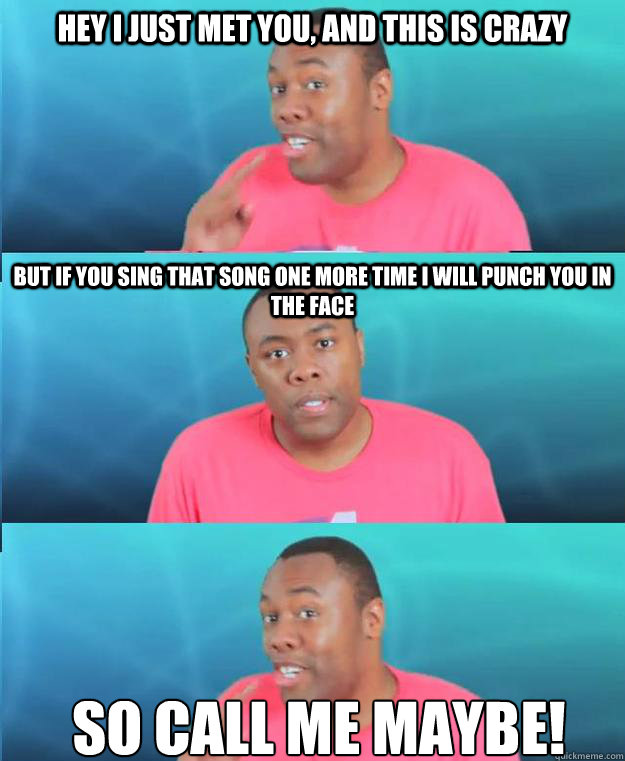 HEY I JUST MET YOU, AND THIS IS CRAZY
BUT IF YOU SING THAT SONG ONE MORE TIME I WILL PUNCH YOU IN
THE FACE
SO CALL ME MAYBE!
quickmeme.com